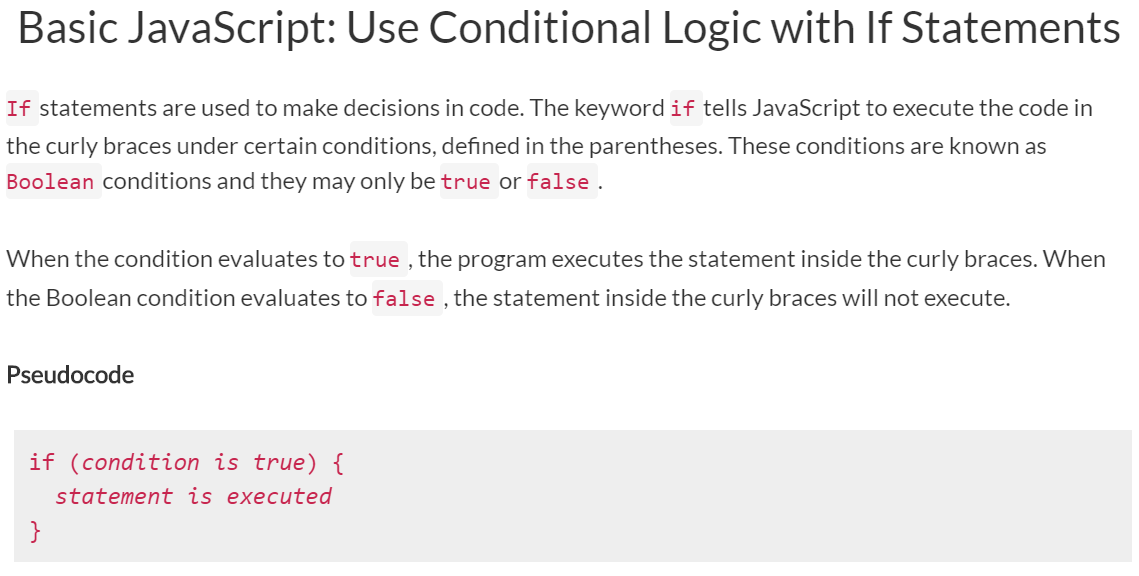 Basic JavaScript: Use Conditional Logic with If Statements
If statements are used to make decisions in code. The keyword if tells JavaScript to execute the code in
the curly braces under certain conditions, defined in the parentheses. These conditions are known as
Boolean conditions and they may only be true or false .
When the condition evaluates to true , the program executes the statement inside the curly braces. When
the Boolean condition evaluates to false , the statement inside the curly braces will not execute.
Pseudocode
if (condition is true) {
  statement is executed
}